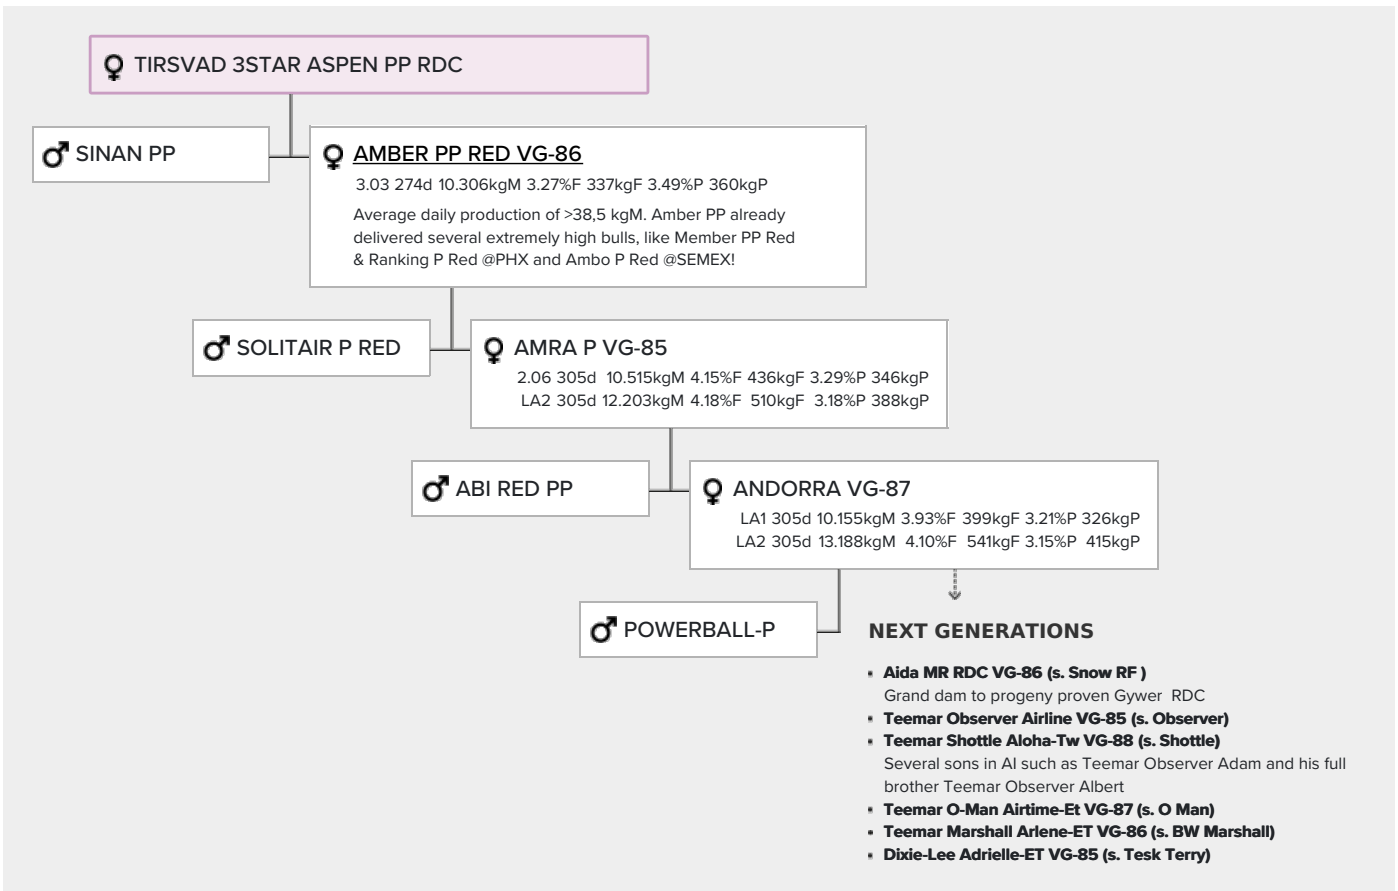 TIRSVAD 3STAR ASPEN PP RDC
SINAN PP
AMBER PP RED VG-86
3.03 274d 10.306kgM 3.27%F 337kgF 3.49%P 360kgP
Average daily production of >38,5 kgM. Amber PP already
delivered several extremely high bulls, like Member PP Red
& Ranking P Red @PHX and Ambo P Red @SEMEX!
SOLITAIR P RED
AMRA P VG-85
2.06 305d 10.515kgM 4.15%F 436kgF 3.29%P 346kgP
LA2 305d 12.203kgM 4.18%F 510kgF 3.18%P 388kgP
ABI RED PP
ANDORRA VG-87
LA1 305d 10.155kgM 3.93%F 399kgF 3.21%P 326kgP
LA2 305d 13.188kgM 4.10%F 541kgF 3.15%P 415kgP
POWERBALL-P
NEXT GENERATIONS
Aida MR RDC VG-86 (s. Snow RF )
Grand dam to progeny proven Gywer RDC
Teemar Observer Airline VG-85 (s. Observer)
Teemar Shottle Aloha-Tw VG-88 (s. Shottle)
Several sons in AI such as Teemar Observer Adam and his full
brother Teemar Observer Albert
Teemar O-Man Airtime-Et VG-87 (s. O Man)
Teemar Marshall Arlene-ET VG-86 (s. BW Marshall)
Dixie-Lee Adrielle-ET VG-85 (s. Tesk Terry)